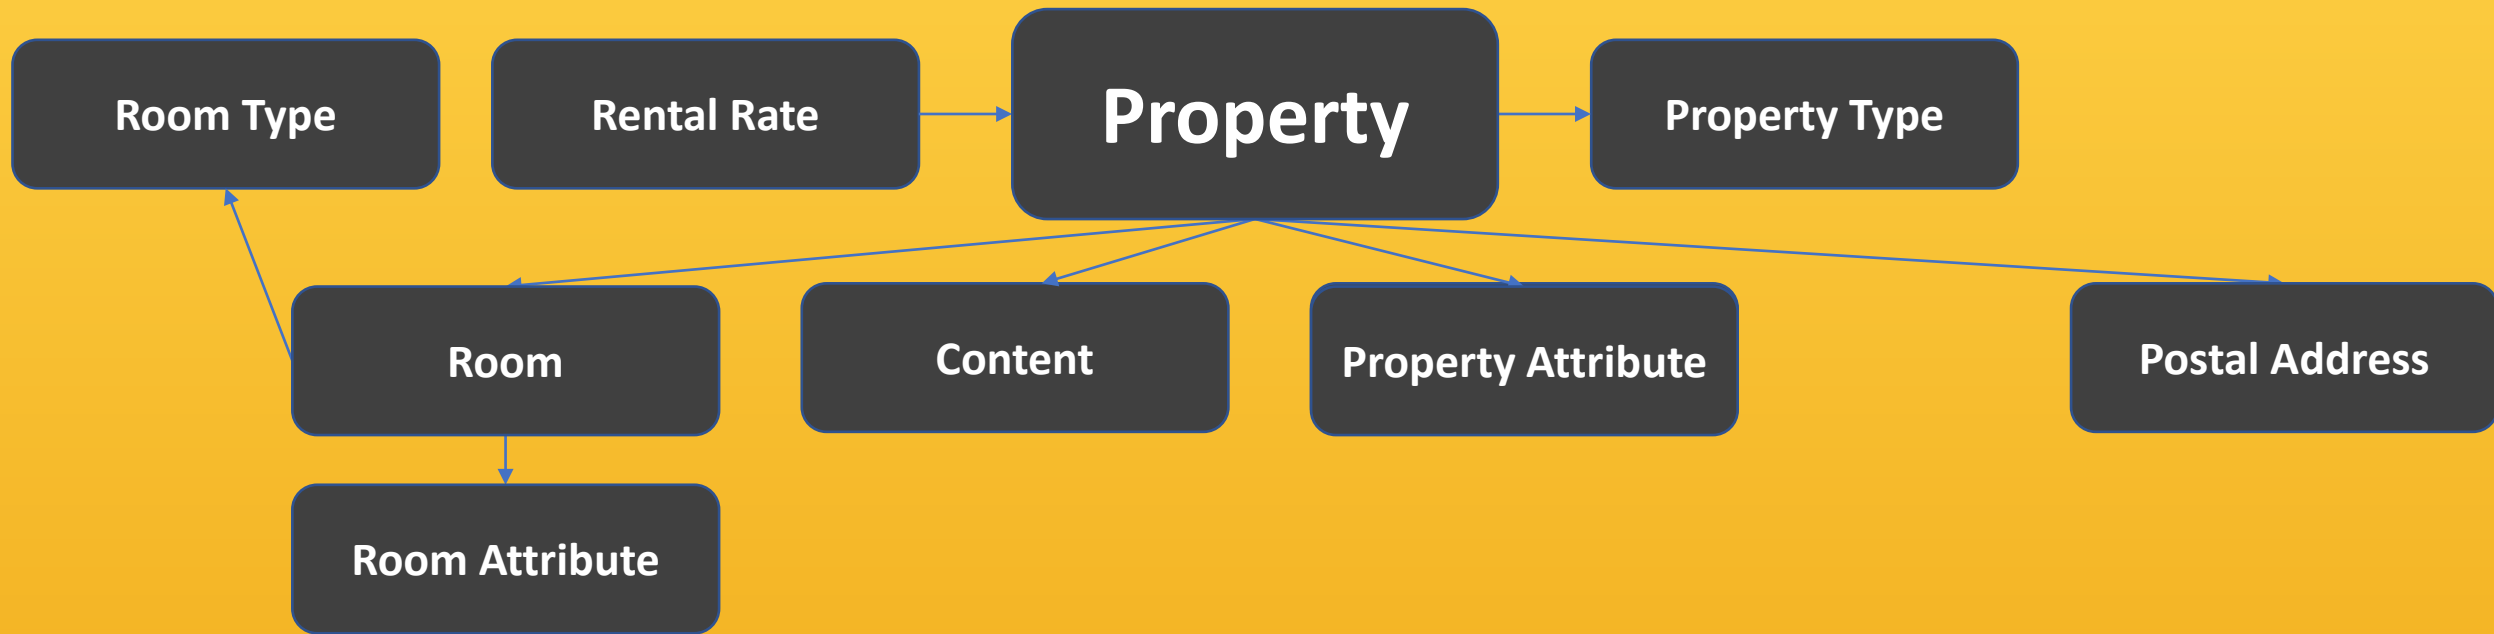 Room Type
Rental Rate
Property
Property Type
Room
Content
Property Attribute
Postal Address
Room Attribute